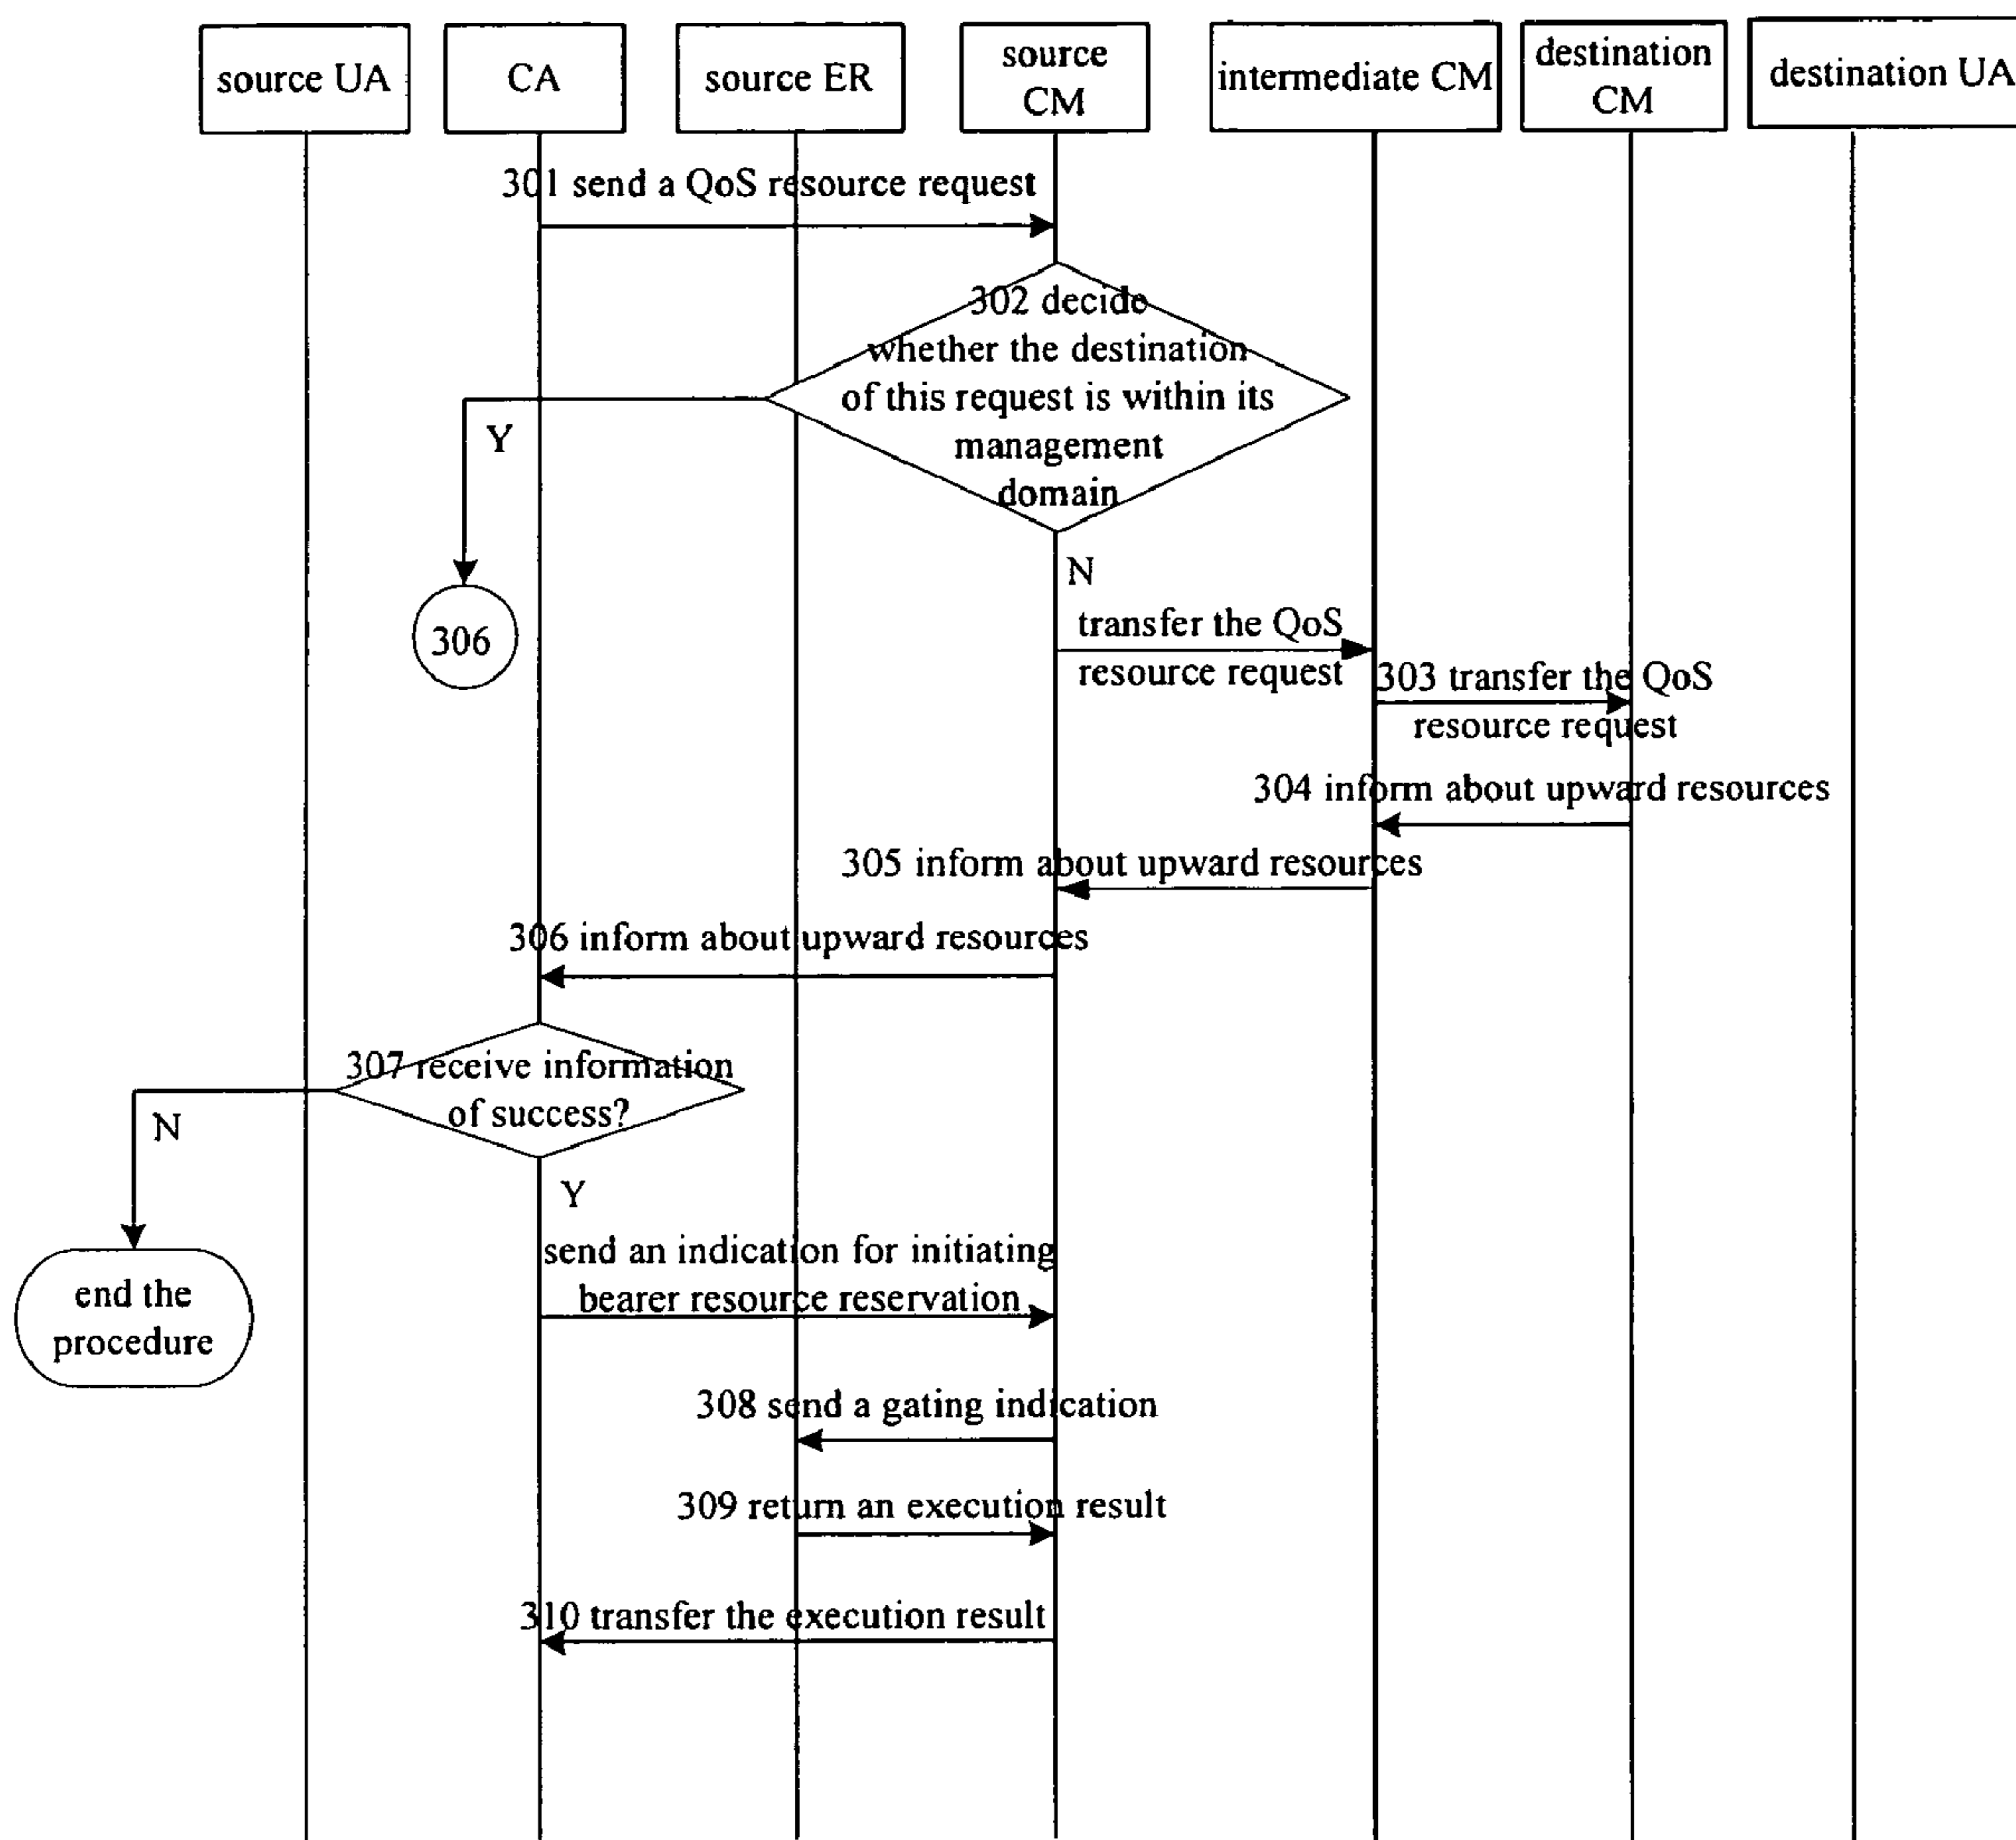 source UA
CA
source ER
source
CM
intermediate CM
destination
CM
destination UA
301 send a QoS resource request
302 decide
whether the destination
of this request is within its
management
domain
Y
N
306
transfer the QoS
resource request
303 transfer the QoS
resource request
304 inform about upward resources
305 inform about upward resources
306 inform about upward resources
307 receive information
of success?
N
Y
end the
procedure
send an indication for initiating
bearer resource reservation
308 send a gating indication
309 return an execution result
310 transfer the execution result